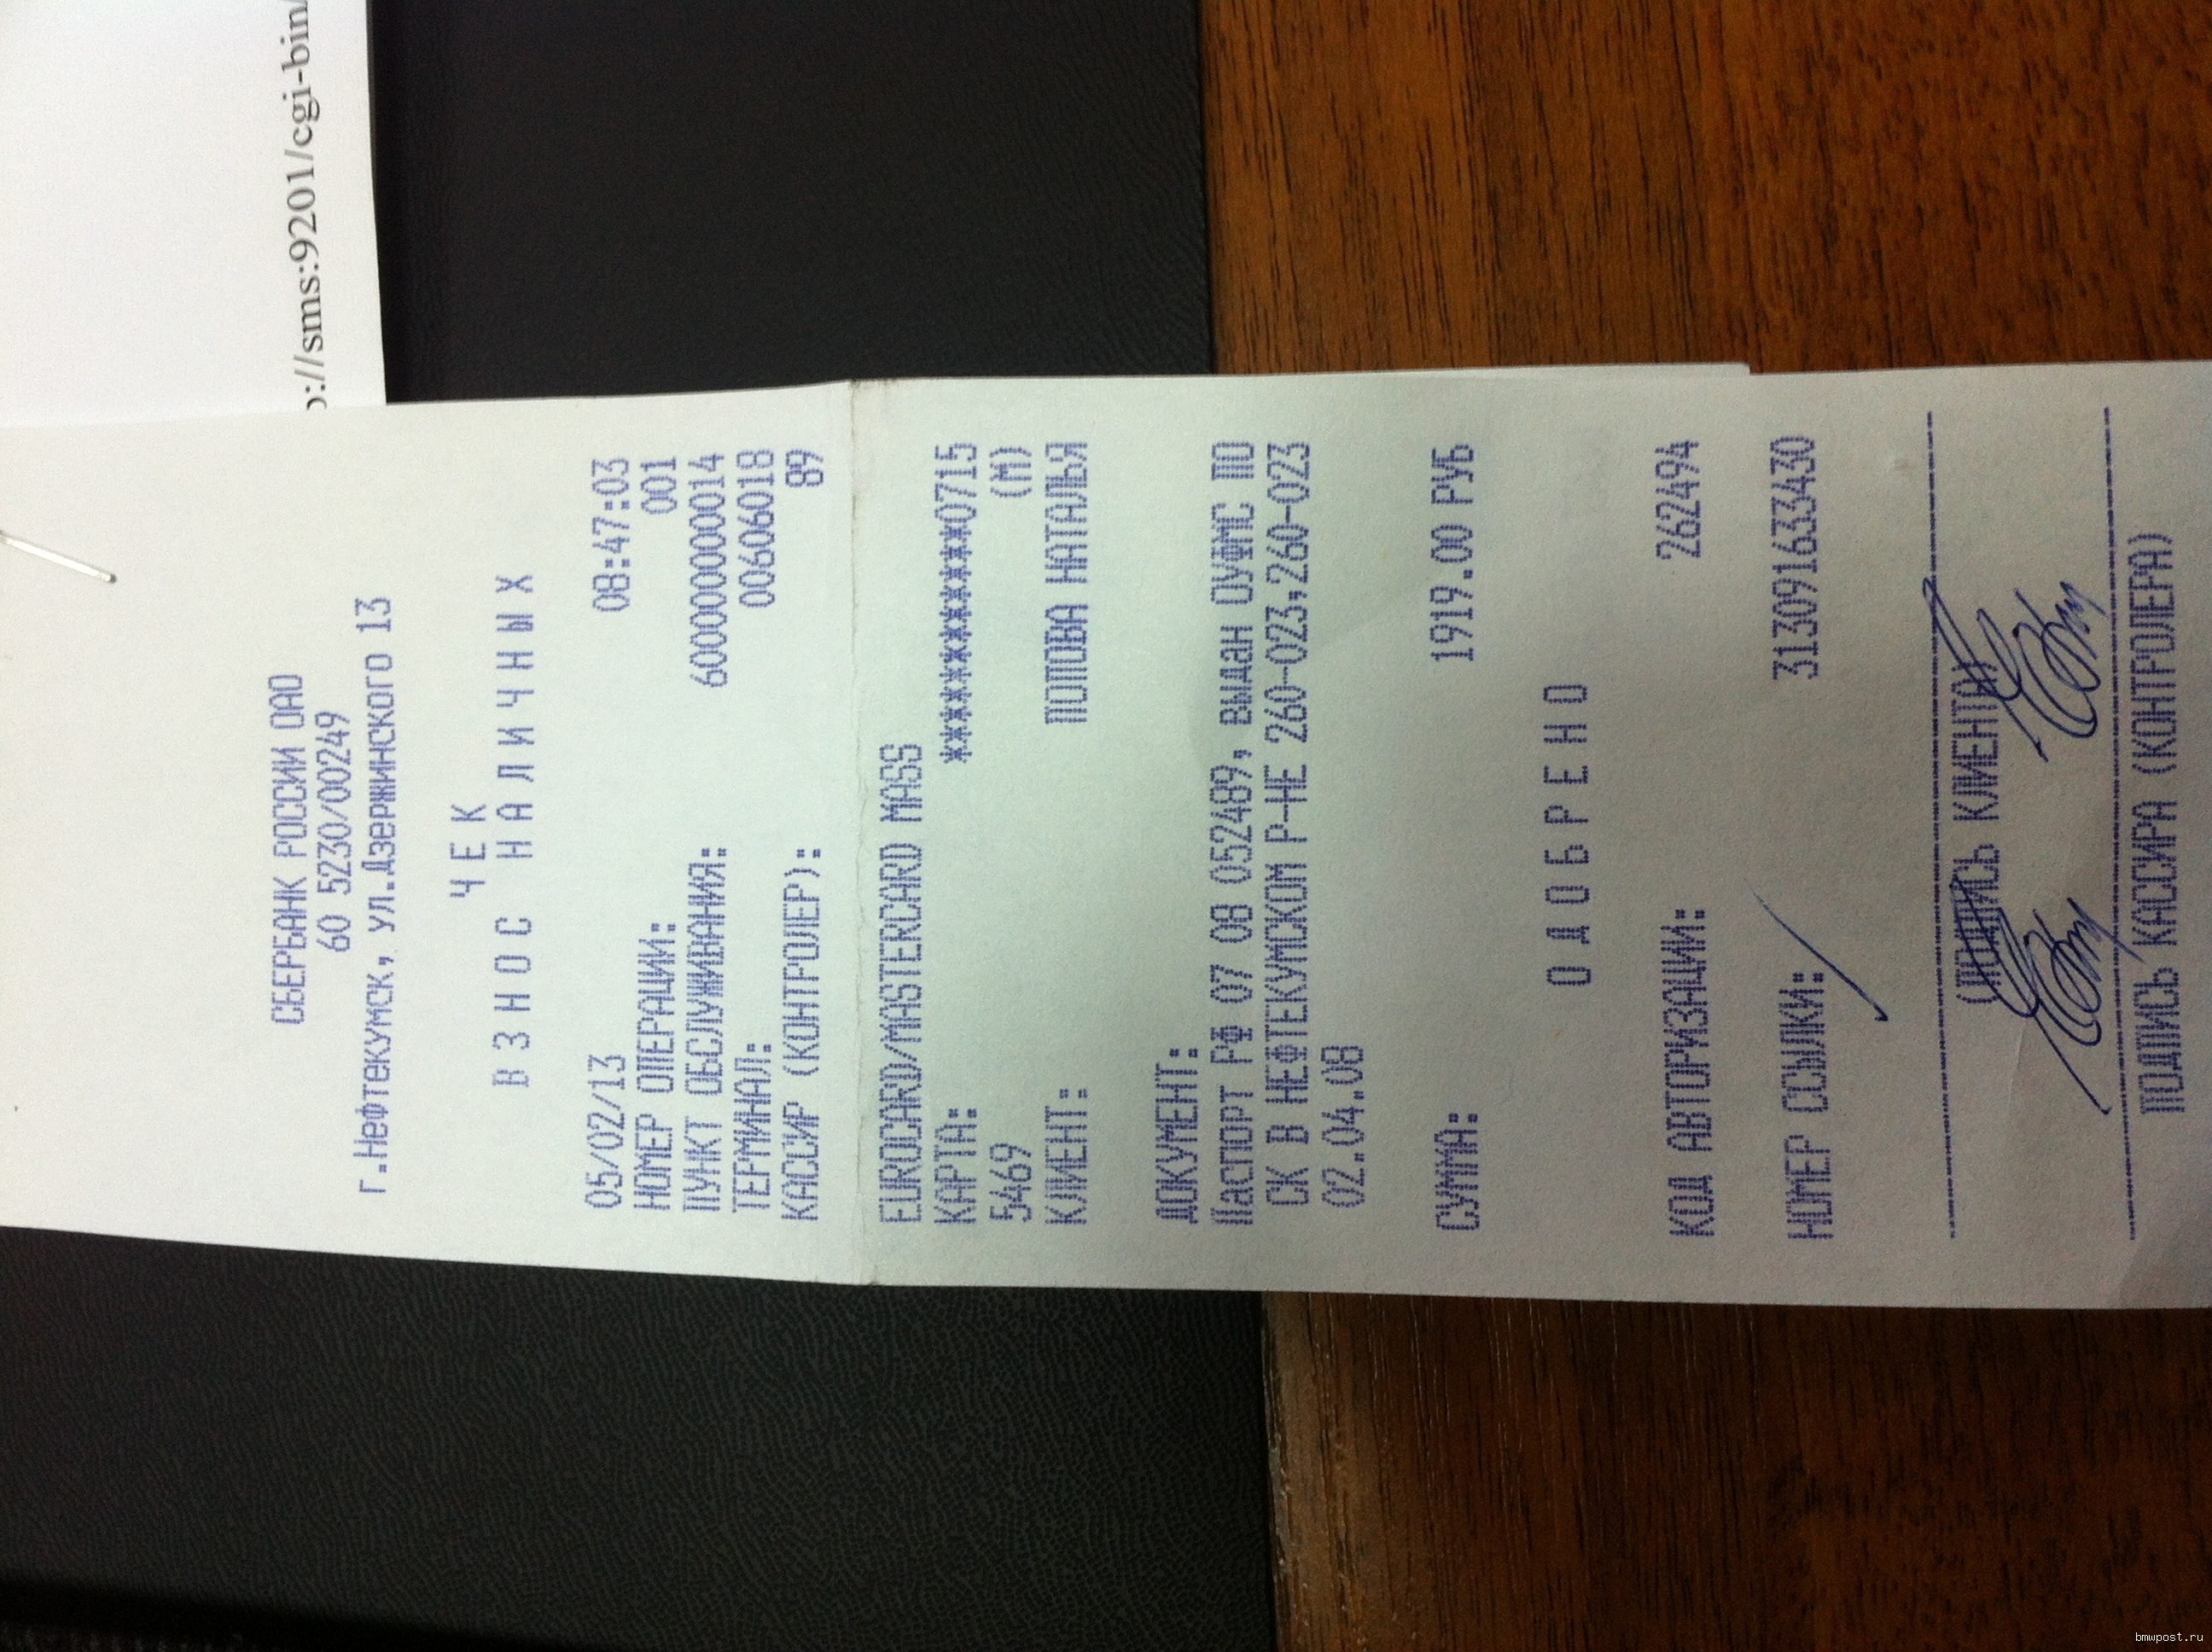 ://sms:9201/cgi-bin/
СБЕРБАНК РОССИИ ОАО
60 5230/00249
г.Нефтекумск, ул.Дзержинского 13
ЧЕК
ВЗНОС НАЛИЧНЫХ
05/02/13 08:47:03
НОМЕР ОПЕРАЦИИ: 001
ПУНКТ ОБСЛУЖИВАНИЯ: 600000000014
ТЕРМИНАЛ: 00606018
КАССИР (КОНТРОЛЕР): 89
EUROCARD/MASTERCARD MASS
КАРТА: ************0715
5469 (M)
КЛИЕНТ: ПОПОВА НАТАЛЬЯ
ДОКУМЕНТ:
Паспорт РФ 07 08 052489, выдан ОУФМС ПО
СК В НЕФТЕКУМСКОМ Р-НЕ 260-023,260-023
02.04.08
СУММА: 1919.00 РУБ
ОДОБРЕНО
КОД АВТОРИЗАЦИИ: 262494
НОМЕР ССЫЛКИ: 313091633430
(ПОДПИСЬ КЛИЕНТА)
ПОДПИСЬ КАССИРА (КОНТРОЛЕРА)
bmwpost.ru